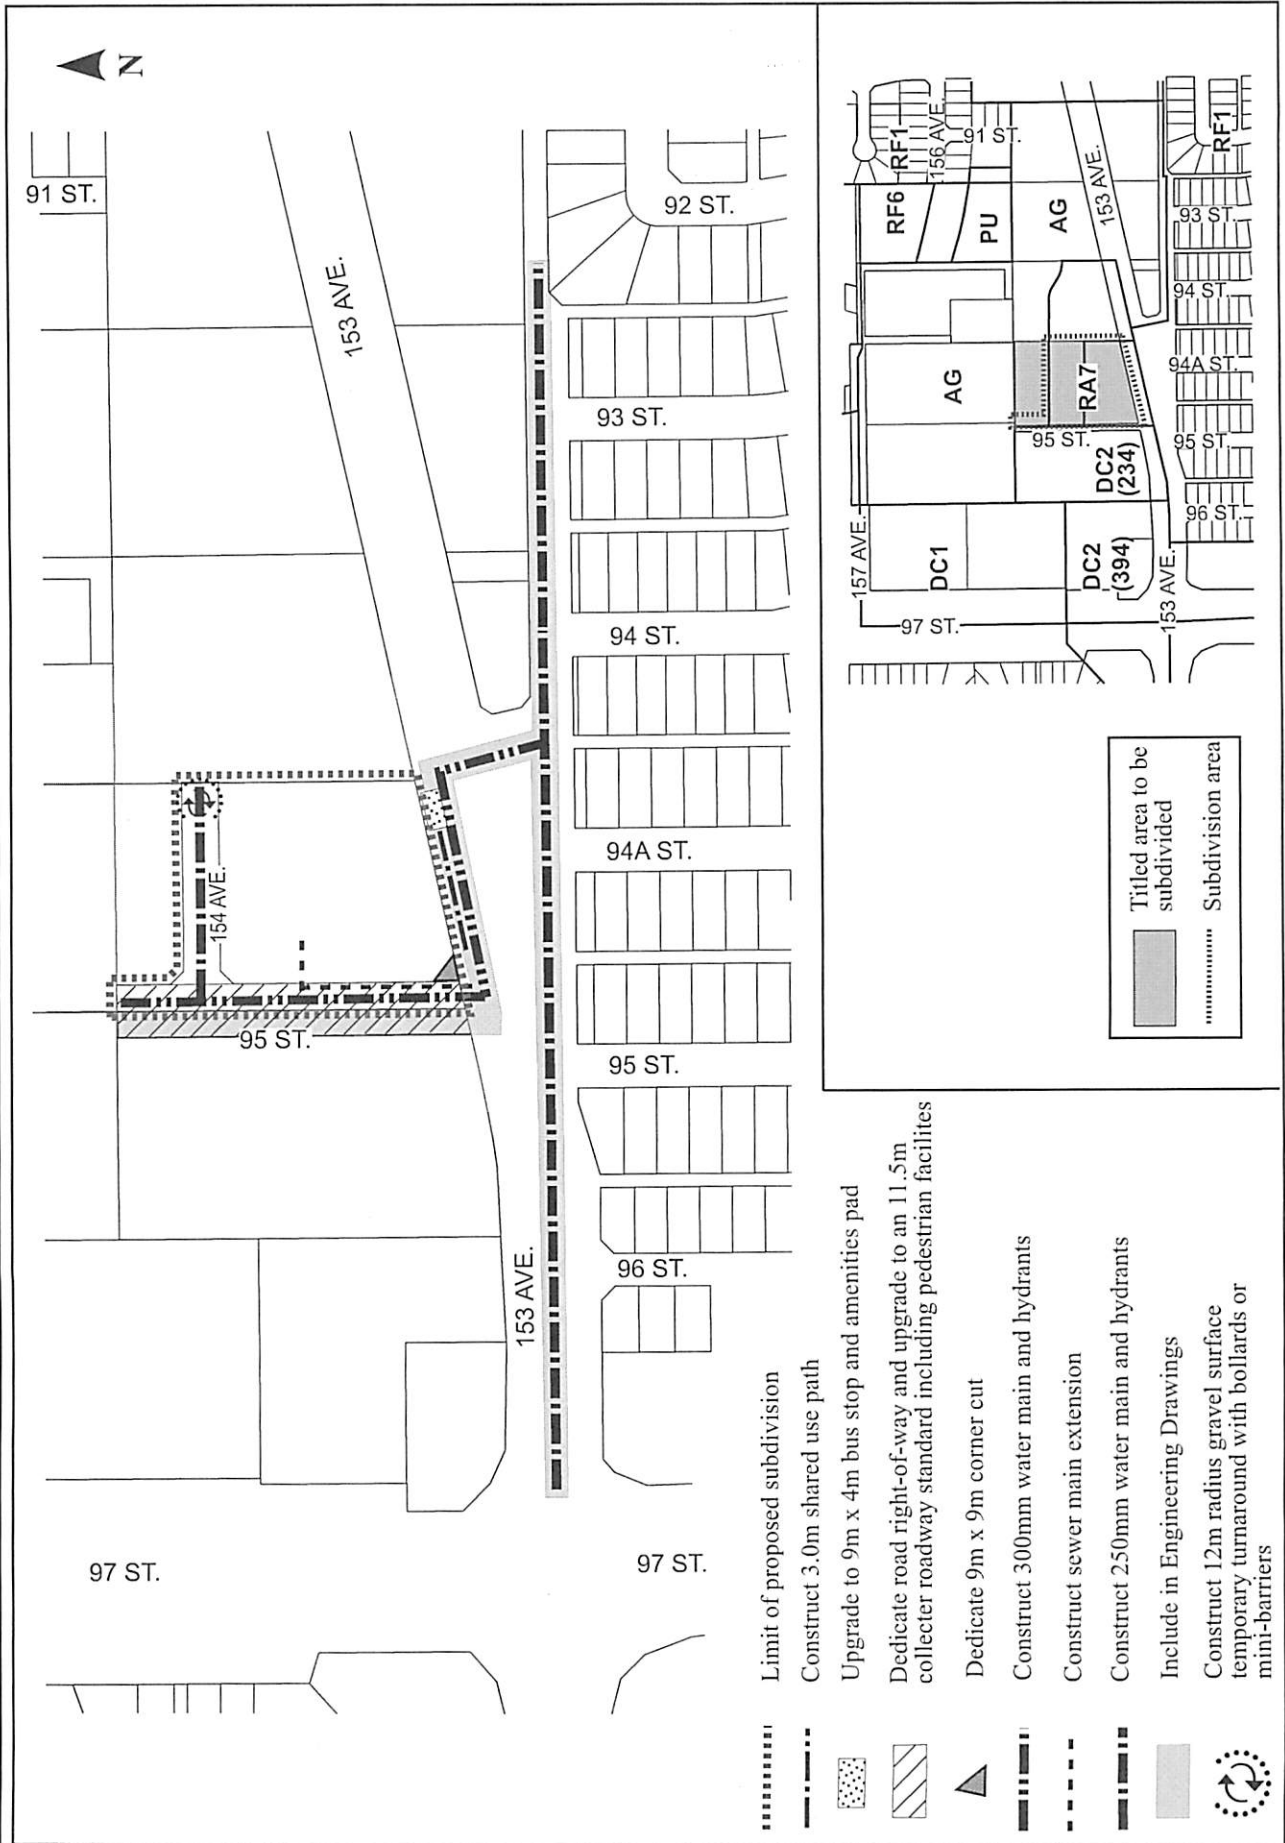 N
91 ST.
153 AVE.
92 ST.
93 ST.
94 ST.
154 AVE.
94A ST.
95 ST.
95 ST.
153 AVE.
96 ST.
97 ST.
97 ST.
Limit of proposed subdivision
Construct 3.0m shared use path
Upgrade to 9m x 4m bus stop and amenities pad
Dedicate road right-of-way and upgrade to an 11.5m
collecter roadway standard including pedestrian facilites
Dedicate 9m x 9m corner cut
Construct 300mm water main and hydrants
Construct sewer main extension
Construct 250mm water main and hydrants
Include in Engineering Drawings
Construct 12m radius gravel surface
temporary turnaround with bollards or
mini-barriers
RF1
156 AVE.
91 ST.
RF6
PU
AG
153 AVE.
RF1
93 ST.
94 ST.
AG
RA7
94A ST.
95 ST.
95 ST.
DC2
(234)
96 ST.
157 AVE.
DC1
DC2
(394)
153 AVE.
97 ST.
Titled area to be
subdivided
Subdivision area